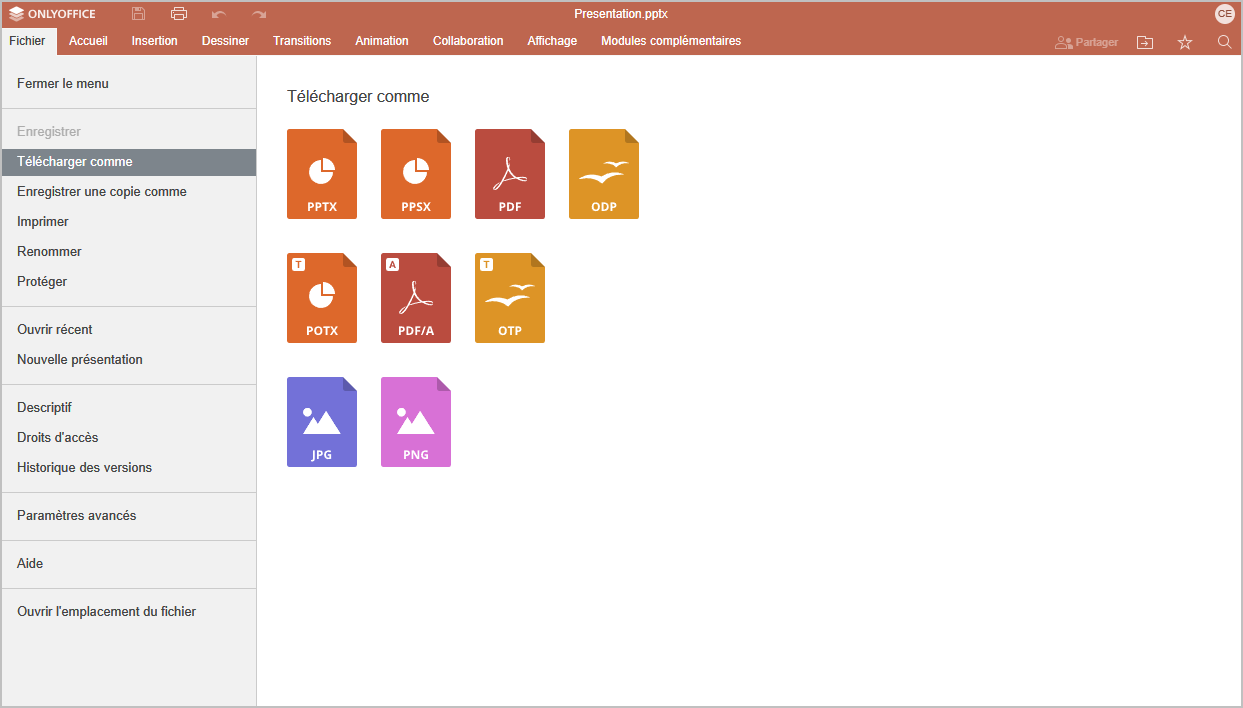 ONLYOFFICE
Presentation.pptx
CE
Fichier
Accueil
Insertion
Dessiner
Transitions
Animation
Collaboration
Affichage
Modules complémentaires
Partager
Fermer le menu
Enregistrer
Télécharger comme
Enregistrer une copie comme
Imprimer
Renommer
Protéger
Ouvrir récent
Nouvelle présentation
Descriptif
Droits d'accès
Historique des versions
Paramètres avancés
Aide
Ouvrir l'emplacement du fichier
Télécharger comme
PPTX
PPSX
PDF
ODP
T
POTX
A
PDF/A
T
OTP
JPG
PNG